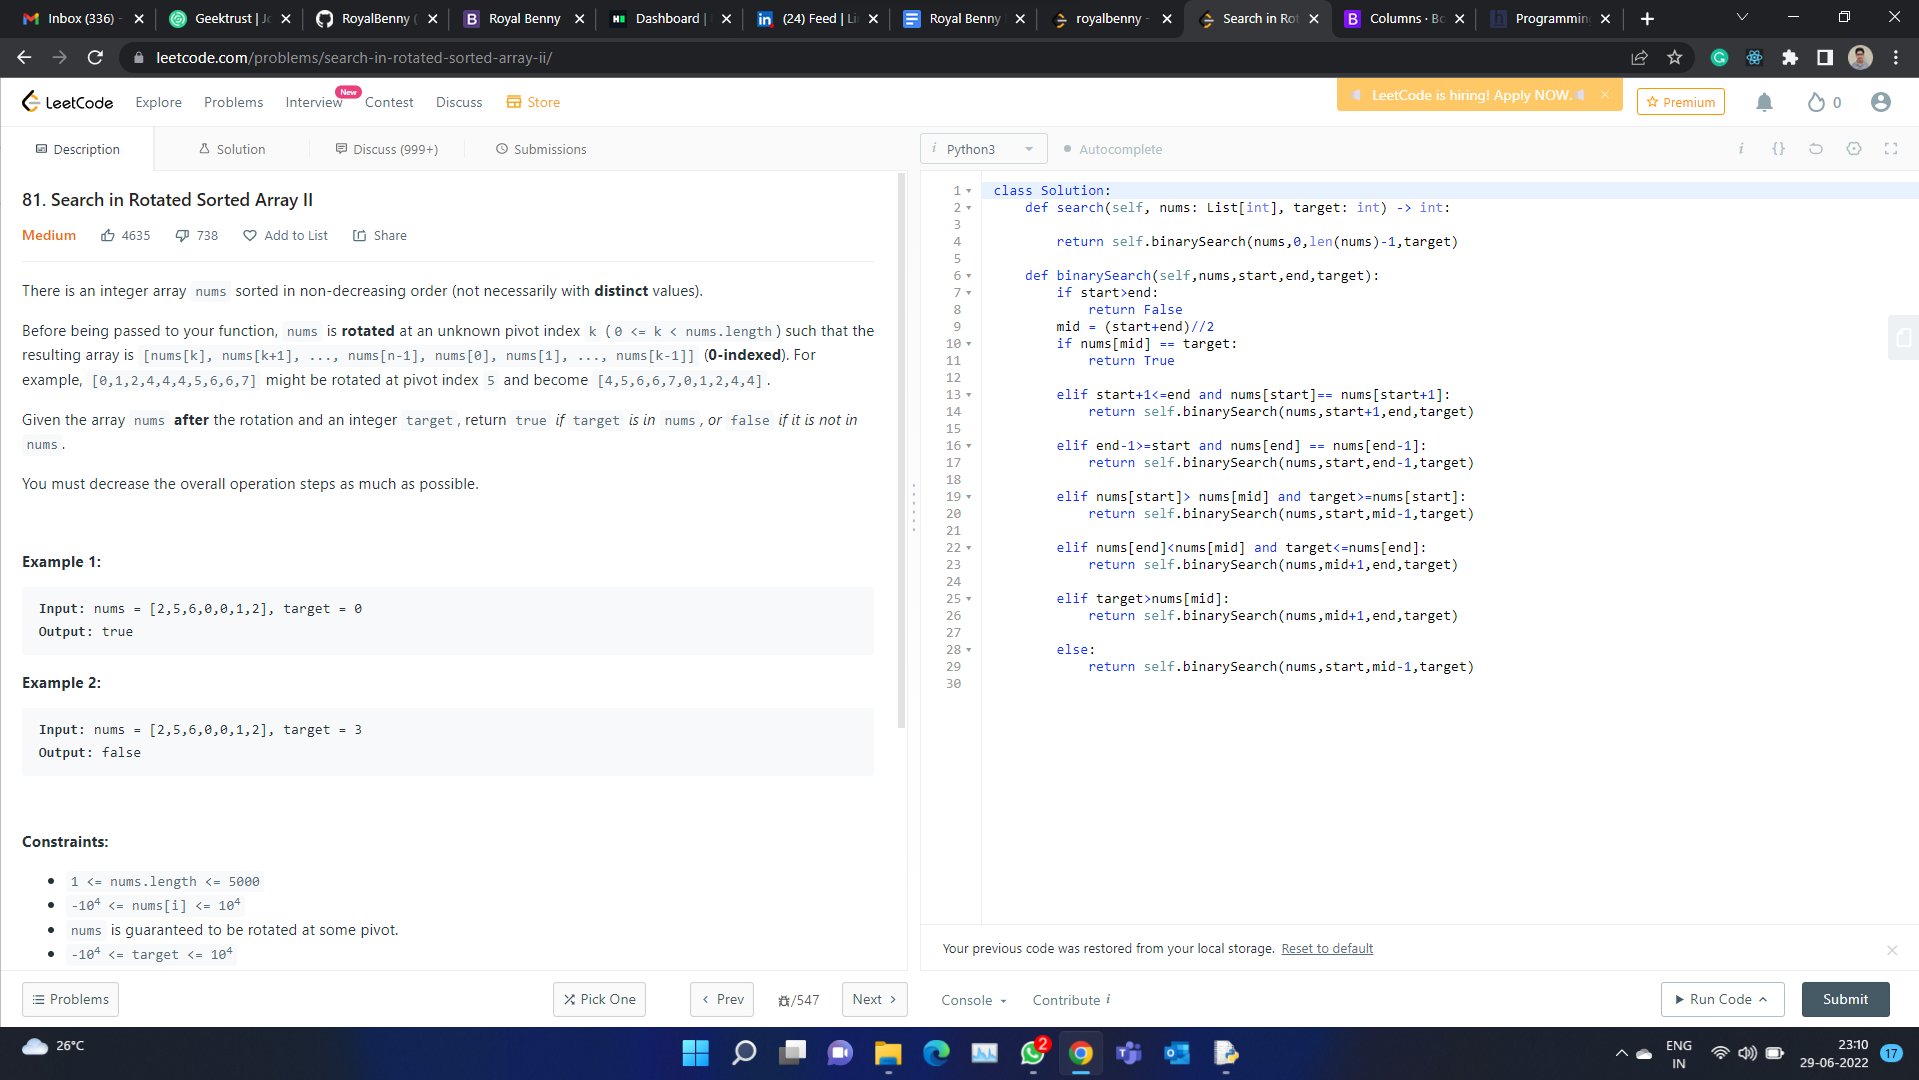 Inbox (336) -
Geektrust | Jo
RoyalBenny (
Royal Benny
Dashboard |
(24) Feed | Li
Royal Benny
royalbenny -
Search in Rot
Columns · Bo
Programming
leetcode.com/problems/search-in-rotated-sorted-array-ii/
LeetCode
Explore
Problems
Interview
New
Contest
Discuss
Store
LeetCode is hiring! Apply NOW.
Premium
0
Description
Solution
Discuss (999+)
Submissions
Python3
Autocomplete
81. Search in Rotated Sorted Array II
Medium 4635 738 Add to List Share
There is an integer array nums sorted in non-decreasing order (not necessarily with distinct values).
Before being passed to your function, nums is rotated at an unknown pivot index k (0 <= k < nums.length) such that the
resulting array is [nums[k], nums[k+1], ..., nums[n-1], nums[0], nums[1], ..., nums[k-1]] (0-indexed). For
example, [0,1,2,4,4,4,5,6,6,7] might be rotated at pivot index 5 and become [4,5,6,6,7,0,1,2,4,4].
Given the array nums after the rotation and an integer target, return true if target is in nums, or false if it is not in
nums.
You must decrease the overall operation steps as much as possible.
Example 1:
Input: nums = [2,5,6,0,0,1,2], target = 0
Output: true
Example 2:
Input: nums = [2,5,6,0,0,1,2], target = 3
Output: false
Constraints:
1 <= nums.length <= 5000
-10⁴ <= nums[i] <= 10⁴
nums is guaranteed to be rotated at some pivot.
-10⁴ <= target <= 10⁴
1 class Solution:
2 def search(self, nums: List[int], target: int) -> int:
3
4 return self.binarySearch(nums,0,len(nums)-1,target)
5
6 def binarySearch(self,nums,start,end,target):
7 if start>end:
8 return False
9 mid = (start+end)//2
10 if nums[mid] == target:
11 return True
12
13 elif start+1<=end and nums[start]== nums[start+1]:
14 return self.binarySearch(nums,start+1,end,target)
15
16 elif end-1>=start and nums[end] == nums[end-1]:
17 return self.binarySearch(nums,start,end-1,target)
18
19 elif nums[start]> nums[mid] and target>=nums[start]:
20 return self.binarySearch(nums,start,mid-1,target)
21
22 elif nums[end]<nums[mid] and target<=nums[end]:
23 return self.binarySearch(nums,mid+1,end,target)
24
25 elif target>nums[mid]:
26 return self.binarySearch(nums,mid+1,end,target)
27
28 else:
29 return self.binarySearch(nums,start,mid-1,target)
30
Your previous code was restored from your local storage. Reset to default
Problems
Pick One
Prev
/547
Next
Console
Contribute i
Run Code
Submit
26°C
2
ENG
IN
23:10
29-06-2022
17